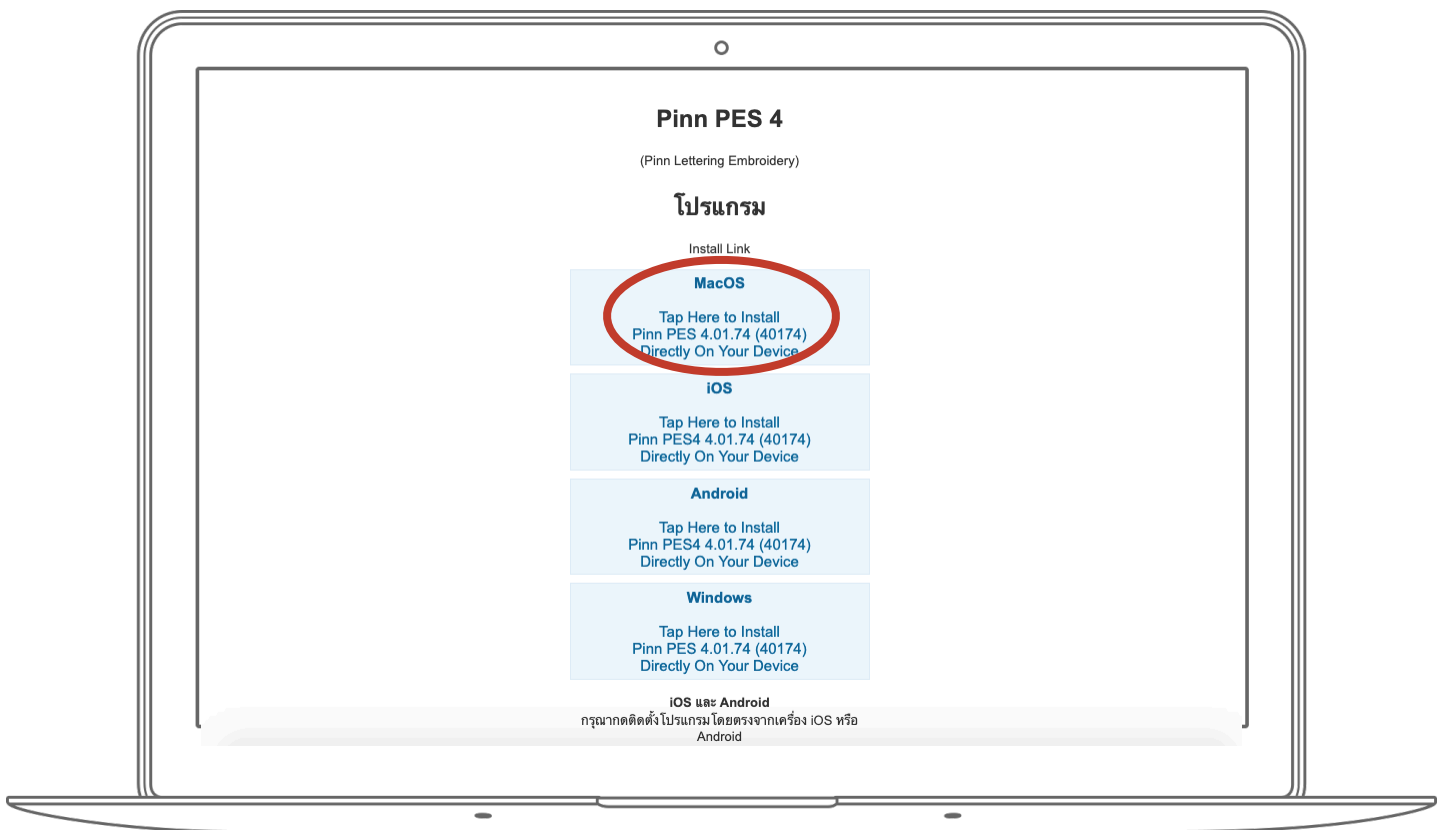 Pinn PES 4
(Pinn Lettering Embroidery)
โปรแกรม
Install Link
MacOS
Tap Here to Install
Pinn PES 4.01.74 (40174)
Directly On Your Device
iOS
Tap Here to Install
Pinn PES4 4.01.74 (40174)
Directly On Your Device
Android
Tap Here to Install
Pinn PES4 4.01.74 (40174)
Directly On Your Device
Windows
Tap Here to Install
Pinn PES 4.01.74 (40174)
Directly On Your Device
iOS และ Android
กรุณากดติดตั้งโปรแกรมโดยตรงจากเครื่อง iOS หรือ
Android